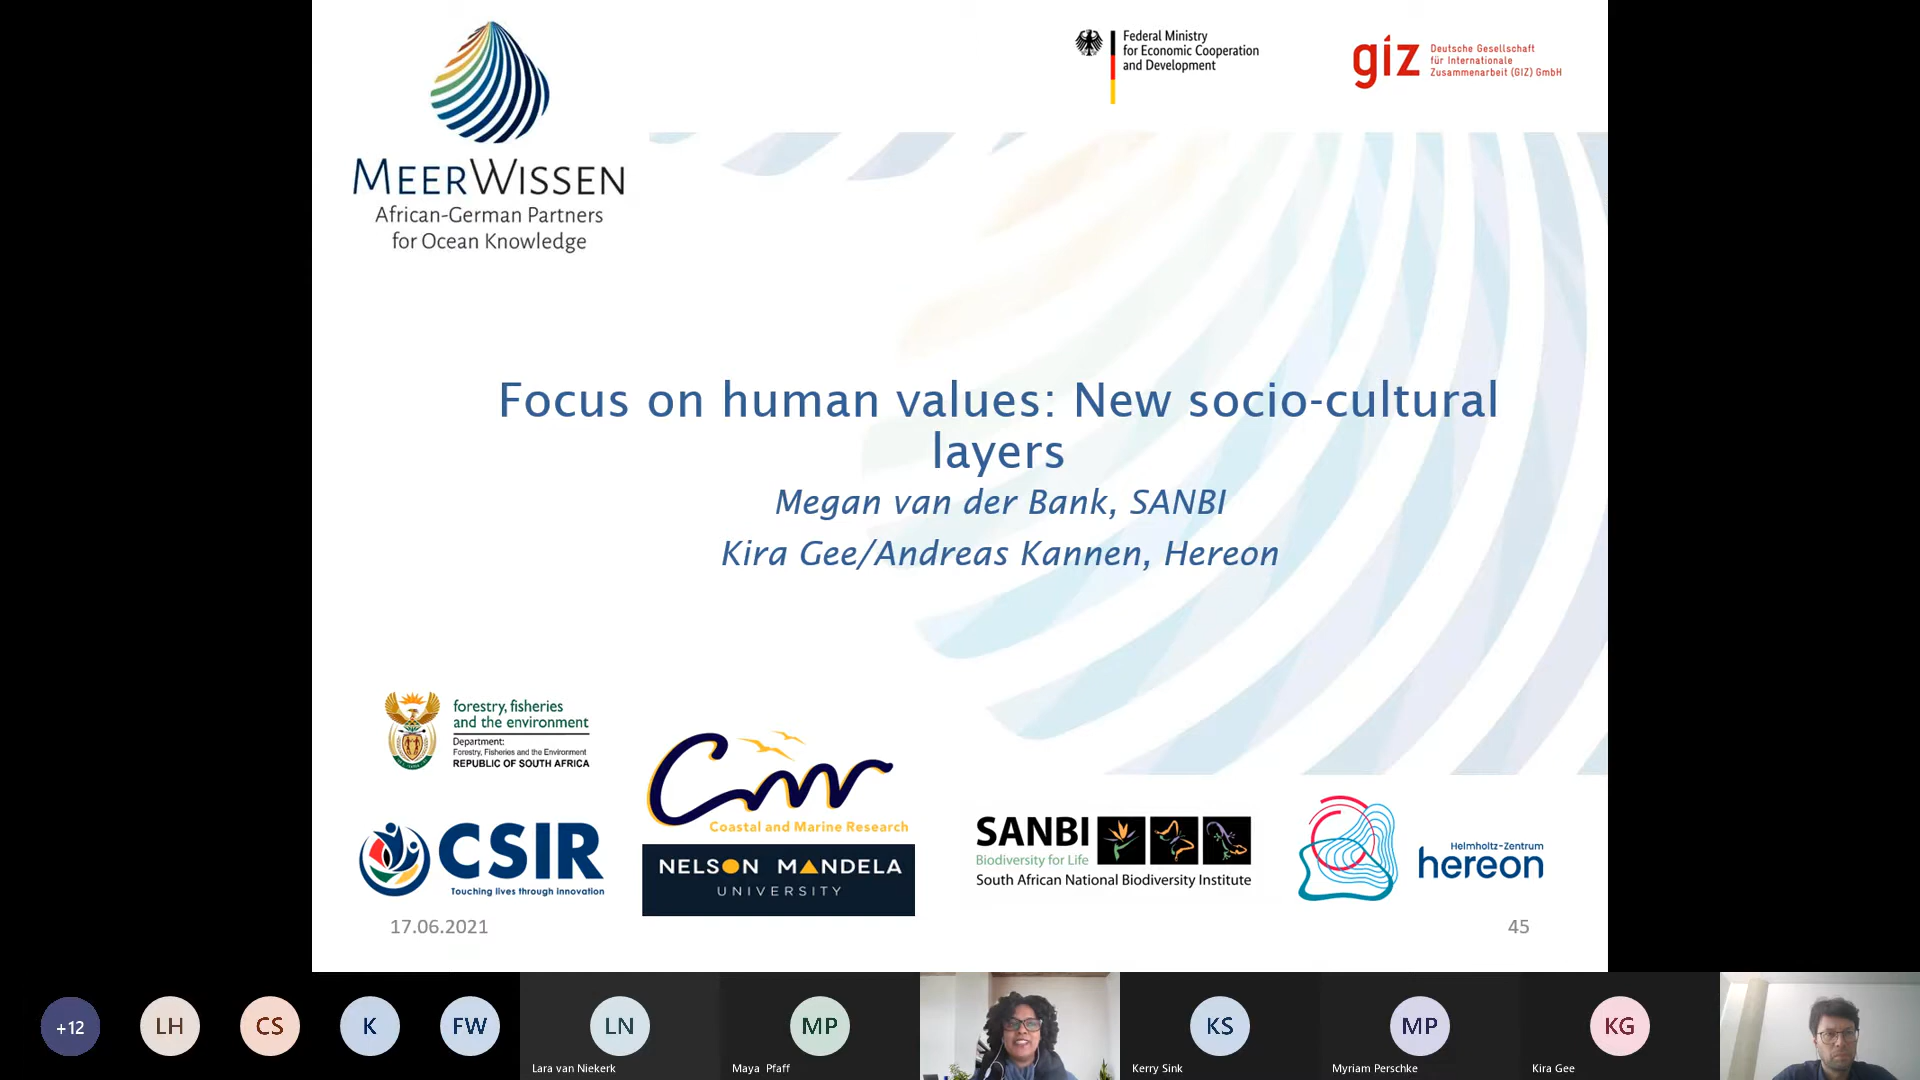 MEERWISSEN
African-German Partners
for Ocean Knowledge
Federal Ministry
for Economic Cooperation
and Development
giz
Deutsche Gesellschaft
für Internationale
Zusammenarbeit (GIZ) GmbH
Focus on human values: New socio-cultural
layers
Megan van der Bank, SANBI
Kira Gee/Andreas Kannen, Hereon
forestry, fisheries
and the environment
Department:
Forestry, Fisheries and the Environment
REPUBLIC OF SOUTH AFRICA
CSIR
Touching lives through innovation
Cmr
Coastal and Marine Research
NELSON MANDELA
UNIVERSITY
SANBI
Biodiversity for Life
South African National Biodiversity Institute
Helmholtz-Zentrum
hereon
17.06.2021
45
+12
LH
CS
K
FW
LN
Lara van Niekerk
MP
Maya Pfaff
KS
Kerry Sink
MP
Myriam Perschke
KG
Kira Gee